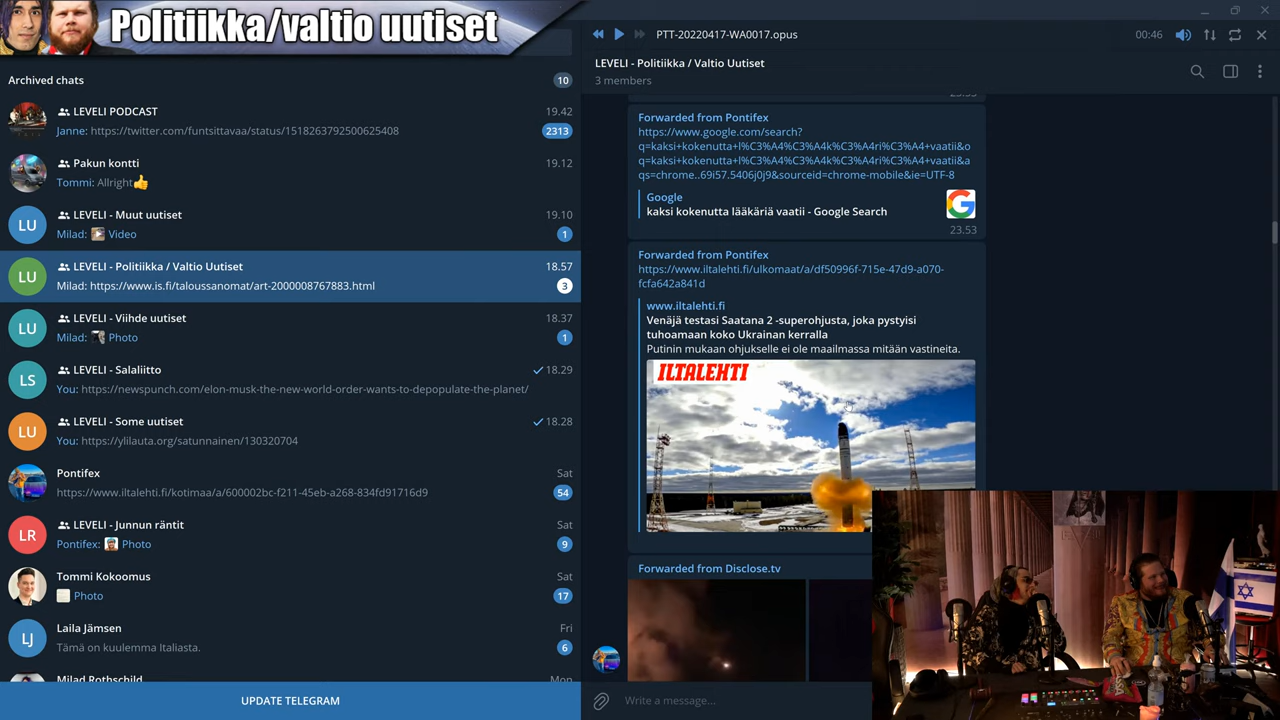 Politiikka/valtio uutiset
Archived chats
10
LEVELI PODCAST
19.42
Janne: https://twitter.com/funtsittavaa/status/1518263792500625408
2313
Pakun kontti
19.12
Tommi: Allright👍
LU
LEVELI - Muut uutiset
19.10
Milad: Video
1
LU
LEVELI - Politiikka / Valtio Uutiset
18.57
Milad: https://www.is.fi/taloussanomat/art-2000008767883.html
3
LU
LEVELI - Viihde uutiset
18.37
Milad: Photo
1
LS
LEVELI - Salaliitto
18.29
You: https://newspunch.com/elon-musk-the-new-world-order-wants-to-depopulate-the-planet/
LU
LEVELI - Some uutiset
18.28
You: https://ylilauta.org/satunnainen/130320704
Pontifex
Sat
https://www.iltalehti.fi/kotimaa/a/600002bc-f211-45eb-a268-834fd91716d9
54
LR
LEVELI - Junnun räntit
Sat
Pontifex: Photo
9
Tommi Kokoomus
Sat
Photo
17
LJ
Laila Jämsen
Fri
Tämä on kuulemma Italiasta.
6
Milad Rothschild
Mon
UPDATE TELEGRAM
PTT-20220417-WA0017.opus
00:46
LEVELI - Politiikka / Valtio Uutiset
3 members
23.53
Forwarded from Pontifex
https://www.google.com/search?
q=kaksi+kokenutta+l%C3%A4%C3%A4k%C3%A4ri%C3%A4+vaatii&o
q=kaksi+kokenutta+l%C3%A4%C3%A4k%C3%A4ri%C3%A4+vaatii&a
qs=chrome..69i57.5406j0j9&sourceid=chrome-mobile&ie=UTF-8
Google
kaksi kokenutta lääkäriä vaatii - Google Search
G
23.53
Forwarded from Pontifex
https://www.iltalehti.fi/ulkomaat/a/df50996f-715e-47d9-a070-
fcfa642a841d
www.iltalehti.fi
Venäjä testasi Saatana 2 -superohjusta, joka pystyisi
tuhoamaan koko Ukrainan kerralla
Putinin mukaan ohjukselle ei ole maailmassa mitään vastineita.
ILTALEHTI
Forwarded from Disclose.tv
Write a message...